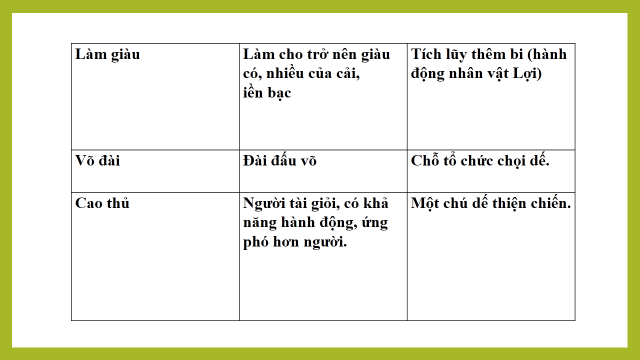 Làm giàu
Làm cho trở nên giàu
có, nhiều của cải,
iền bạc
Tích lũy thêm bi (hành
động nhân vật Lợi)
Võ đài
Đài đấu võ
Chỗ tổ chức chọi dế.
Cao thủ
Người tài giỏi, có khả
năng hành động, ứng
phó hơn người.
Một chú dế thiện chiến.